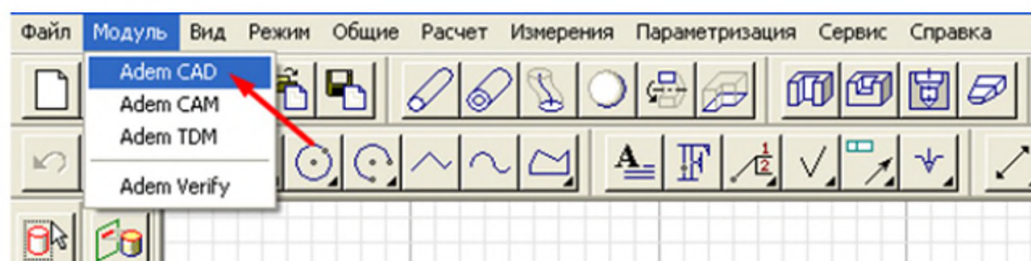 Файл Модуль Вид Режим Общие Расчет Измерения Параметризация Сервис Справка
Adem CAD
Adem CAM
Adem TDM
Adem Verify